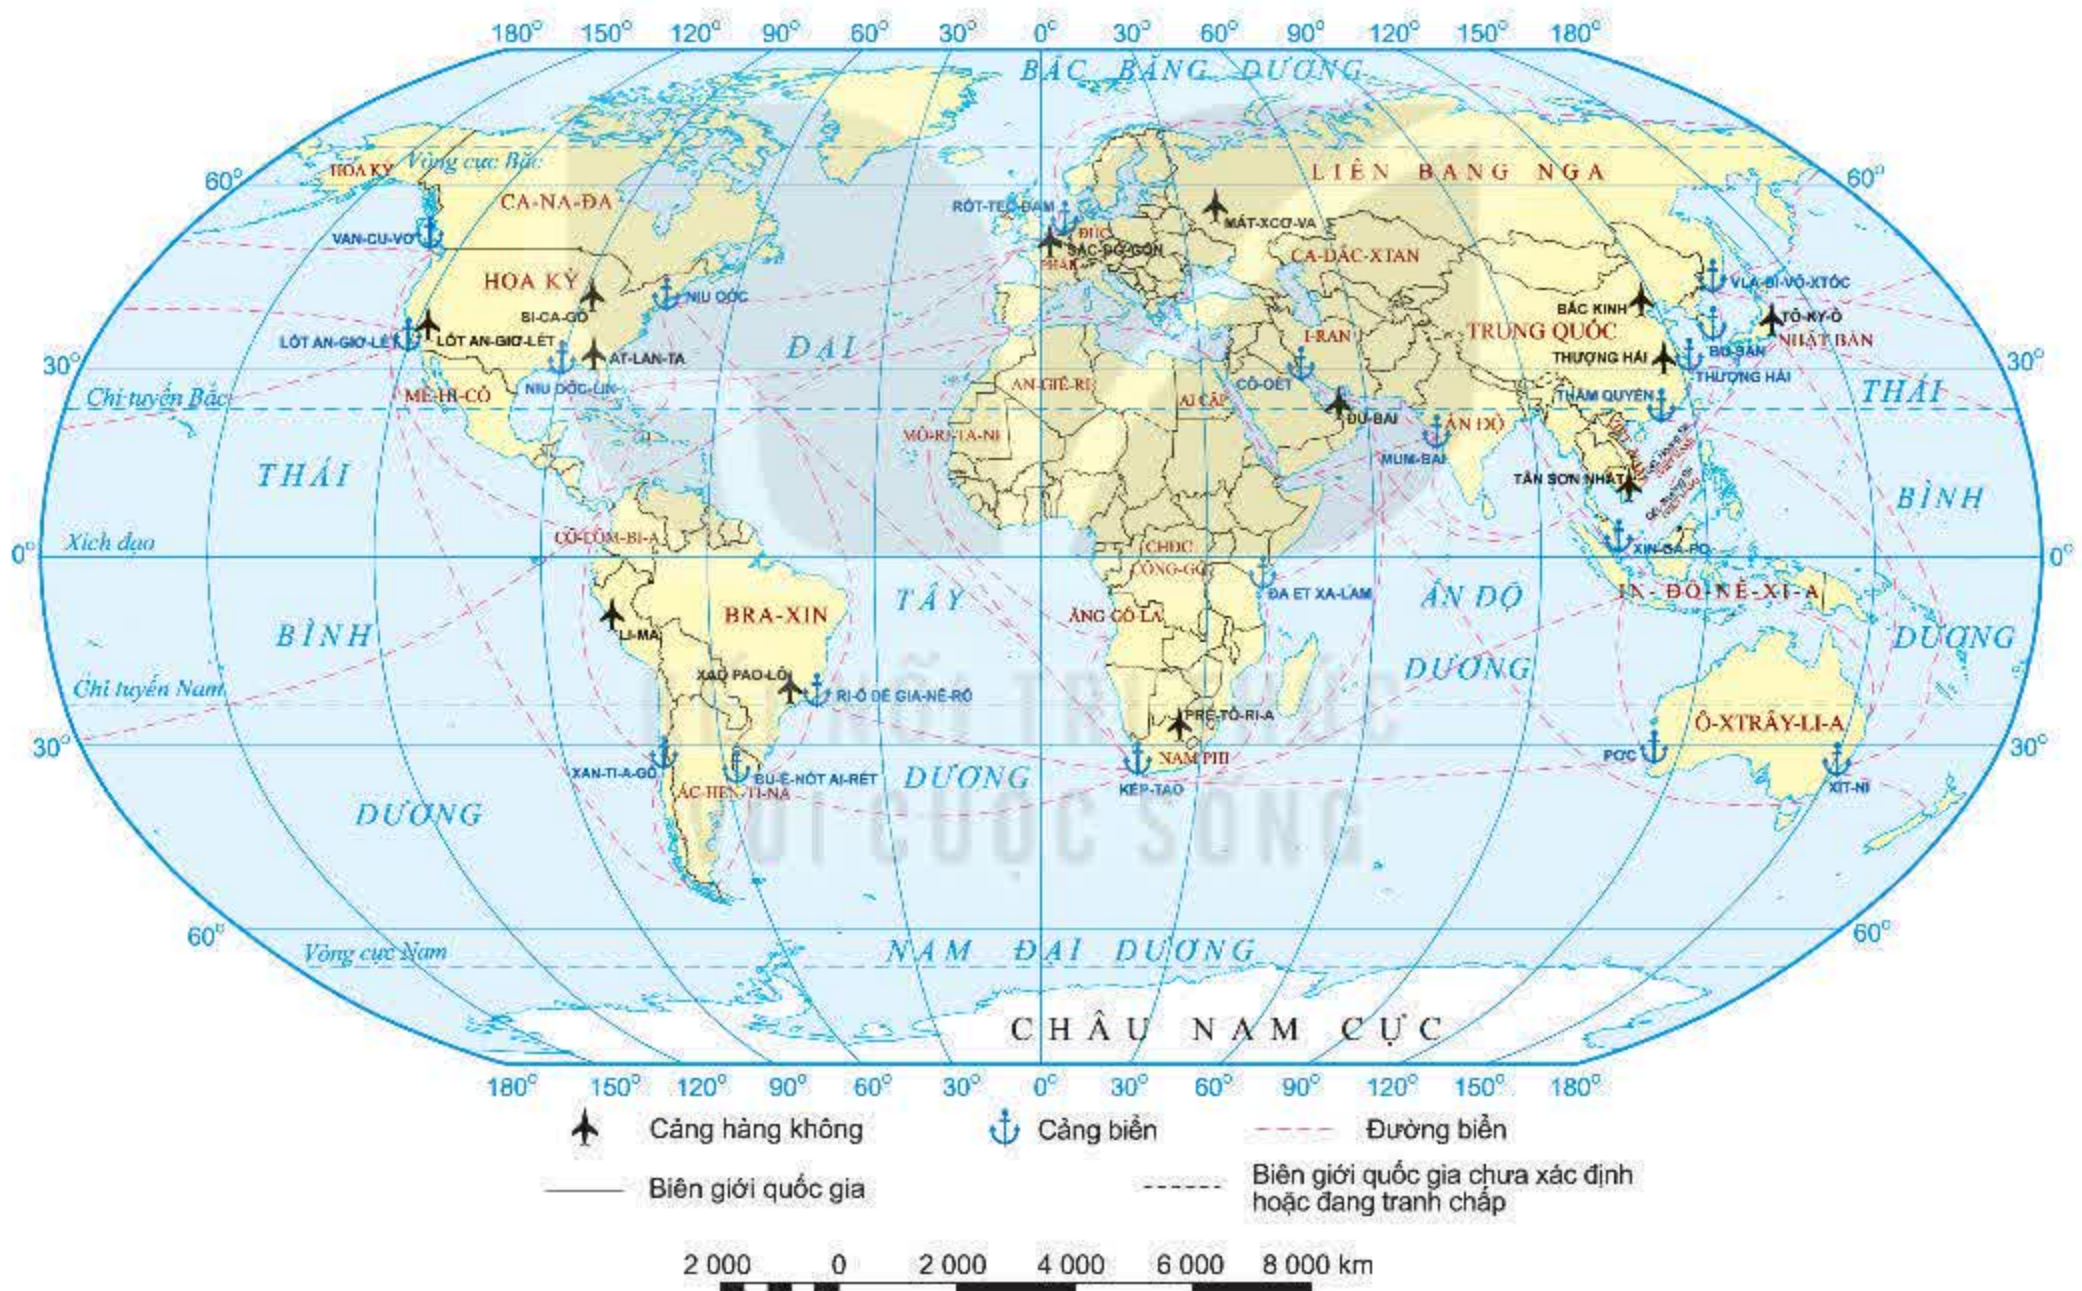 180° 150° 120° 90° 60° 30° 0° 30° 60° 90° 120° 150° 180°
BẮC BĂNG DƯƠNG
HOA KỲ
Vòng cực Bắc
LIÊN BANG NGA
60°
60°
CA-NA-ĐA
RÔT-TEC-ĐAM
MÁT-XCƠ-VA
VAN-CU-VƠ
ĐỨC
SÁC-ĐƠ-GÔN
PHÁP
CA-DẮC-XTAN
HOA KỲ
NIU OÓC
SI-CA-GÔ
VLA-ĐI-VÔ-XTÔC
BẮC KINH
TÔ-KY-Ô
LỐT AN-GIƠ-LÉT
LỐT AN-GIƠ-LÉT
AT-LAN-TA
ĐẠI
I-RAN
TRUNG QUỐC
BU-SAN
NHẬT BẢN
THƯỢNG HẢI
THƯỢNG HẢI
30°
30°
NIU OÓC-LIN
Chí tuyến Bắc
MÊ-HI-CÔ
AN-GIÊ-RI
AI CẬP
CÔ-OÉT
THÂM QUYẾN
THÁI
ĐU-BAI
MÔ-RI-TA-NI
ẤN ĐỘ
MUM-BAI
THÁI
TÂN SƠN NHẤT
BÌNH
Xích đạo
CÔ-LÔM-BI-A
CHDC
CÔNG-GÔ
XIN-GA-PO
0°
0°
TÂY
ĐA ET XA-LAM
ẤN ĐỘ
IN-ĐÔ-NÊ-XI-A
BRA-XIN
ĂNG-GÔ-LA
BÌNH
LI-MA
DƯƠNG
DƯƠNG
XAO PAO-LÔ
Chí tuyến Nam
RI-Ô ĐÊ GIA-NÊ-RÔ
KẾT NỐI TRI THỨC
PRÊ-TÔ-RI-A
Ô-XTRÂY-LI-A
30°
30°
XAN-TI-A-GÔ
BU-Ê-NÔT AI-RET
DƯƠNG
NAM PHI
PƠC
ÁC-HEN-TI-NA
KÊP-TAO
XIT-NI
DƯƠNG
VỚI CUỘC SỐNG
60°
60°
Vòng cực Nam
NAM ĐẠI DƯƠNG
CHÂU NAM CỰC
180° 150° 120° 90° 60° 30° 0° 30° 60° 90° 120° 150° 180°
Cảng hàng không
Cảng biển
Đường biển
Biên giới quốc gia
Biên giới quốc gia chưa xác định
hoặc đang tranh chấp
2 000 0 2 000 4 000 6 000 8 000 km